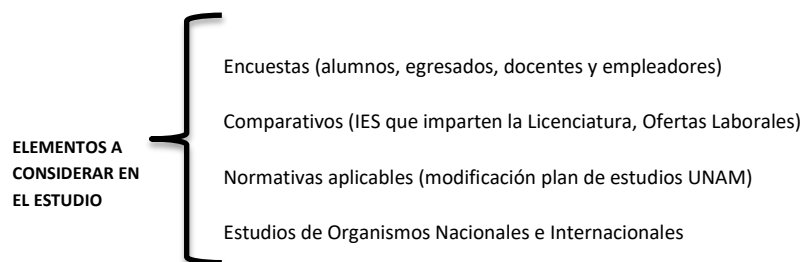 ELEMENTOS A
CONSIDERAR EN
EL ESTUDIO
Encuestas (alumnos, egresados, docentes y empleadores)
Comparativos (IES que imparten la Licenciatura, Ofertas Laborales)
Normativas aplicables (modificación plan de estudios UNAM)
Estudios de Organismos Nacionales e Internacionales